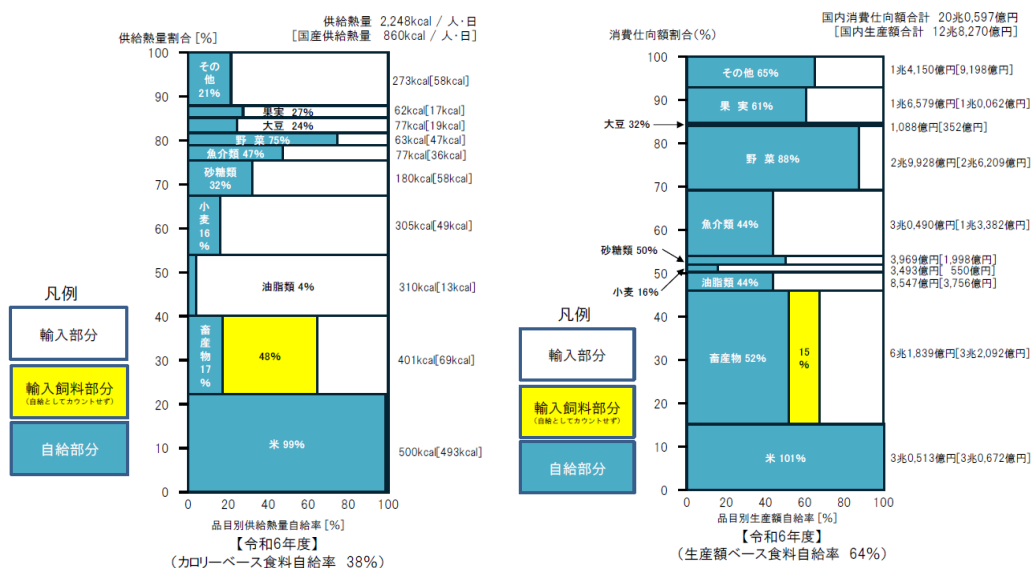 供給熱量 2,248kcal / 人・日
[国産供給熱量 860kcal / 人・日]
供給熱量割合 [%]
100
90
80
70
60
50
40
30
20
10
0
その他 21%
果実 27%
大豆 24%
野 菜 75%
魚介類 47%
砂糖類 32%
小麦 16%
油脂類 4%
畜産物 17%
48%
米 99%
273kcal[58kcal]
62kcal[17kcal]
77kcal[19kcal]
63kcal[47kcal]
77kcal[36kcal]
180kcal[58kcal]
305kcal[49kcal]
310kcal[13kcal]
401kcal[69kcal]
500kcal[493kcal]
0 20 40 60 80 100
品目別供給熱量自給率 [%]
【令和6年度】
(カロリーベース食料自給率 38%)
凡例
輸入部分
輸入飼料部分
(自給としてカウントせず)
自給部分
国内消費仕向額合計 20兆0,597億円
[国内生産額合計 12兆8,270億円]
消費仕向額割合(%)
100
90
80
70
60
50
40
30
20
10
0
その他 65%
果 実 61%
大豆 32%
野 菜 88%
魚介類 44%
砂糖類 50%
小麦 16%
油脂類 44%
畜産物 52%
15%
米 101%
1兆4,150億円[9,198億円]
1兆6,579億円[1兆0,062億円]
1,088億円[352億円]
2兆9,928億円[2兆6,209億円]
3兆0,490億円[1兆3,382億円]
3,969億円[1,998億円]
3,493億円[ 550億円]
8,547億円[3,756億円]
6兆1,839億円[3兆2,092億円]
3兆0,513億円[3兆0,672億円]
0 20 40 60 80 100
品目別生産額自給率 [%]
【令和6年度】
(生産額ベース食料自給率 64%)
凡例
輸入部分
輸入飼料部分
(自給としてカウントせず)
自給部分